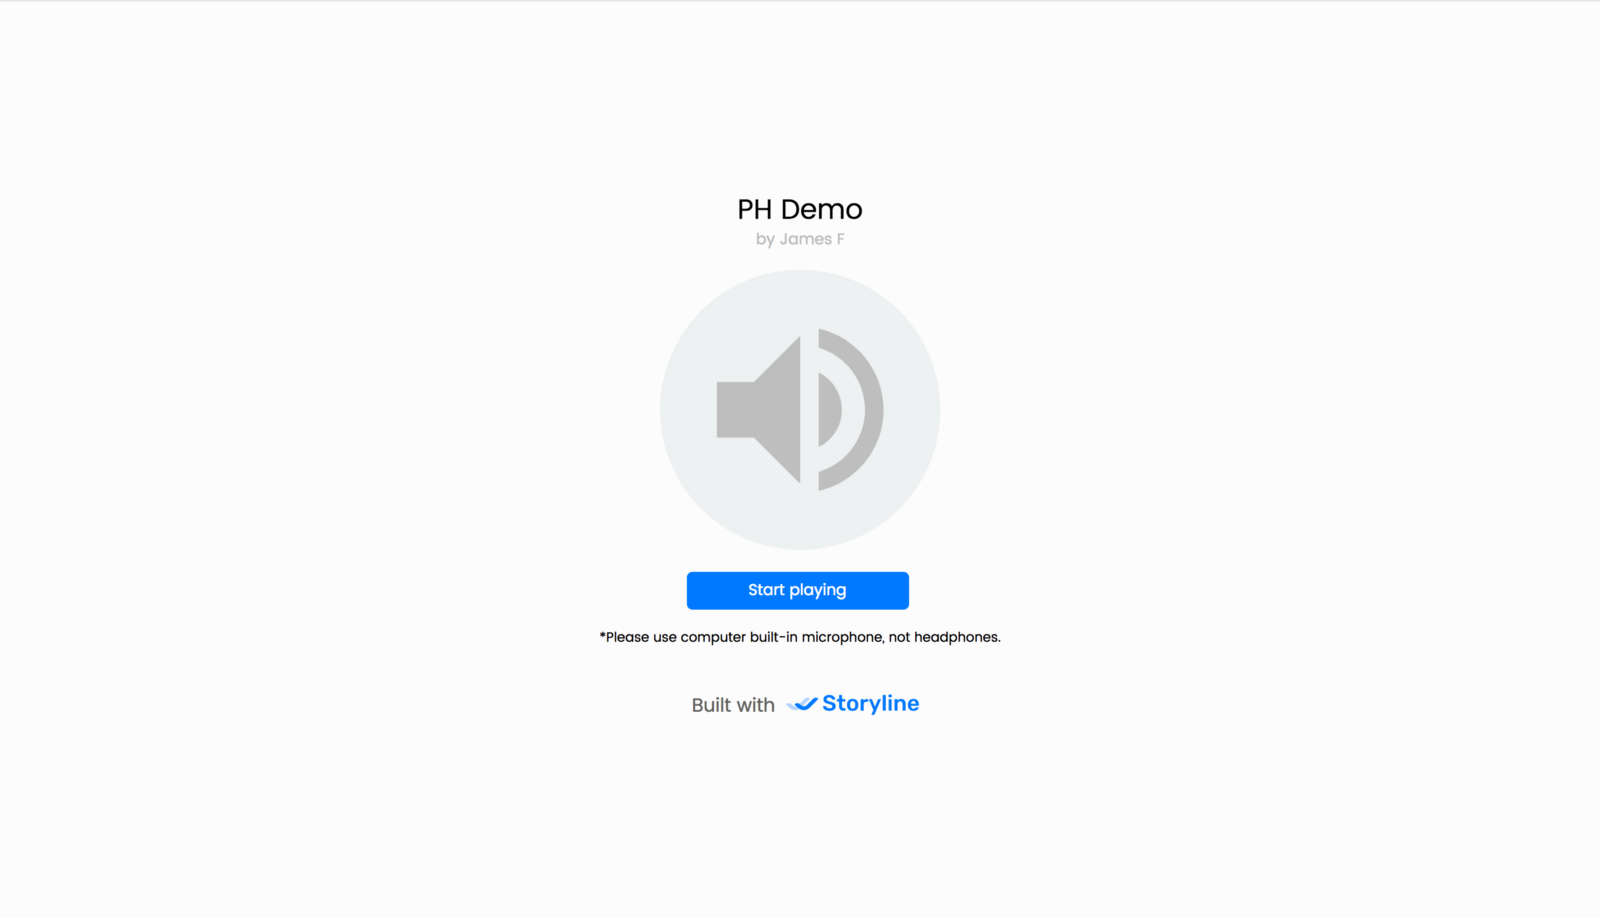 PH Demo
by James F
Start playing
*Please use computer built-in microphone, not headphones.
Built with Storyline